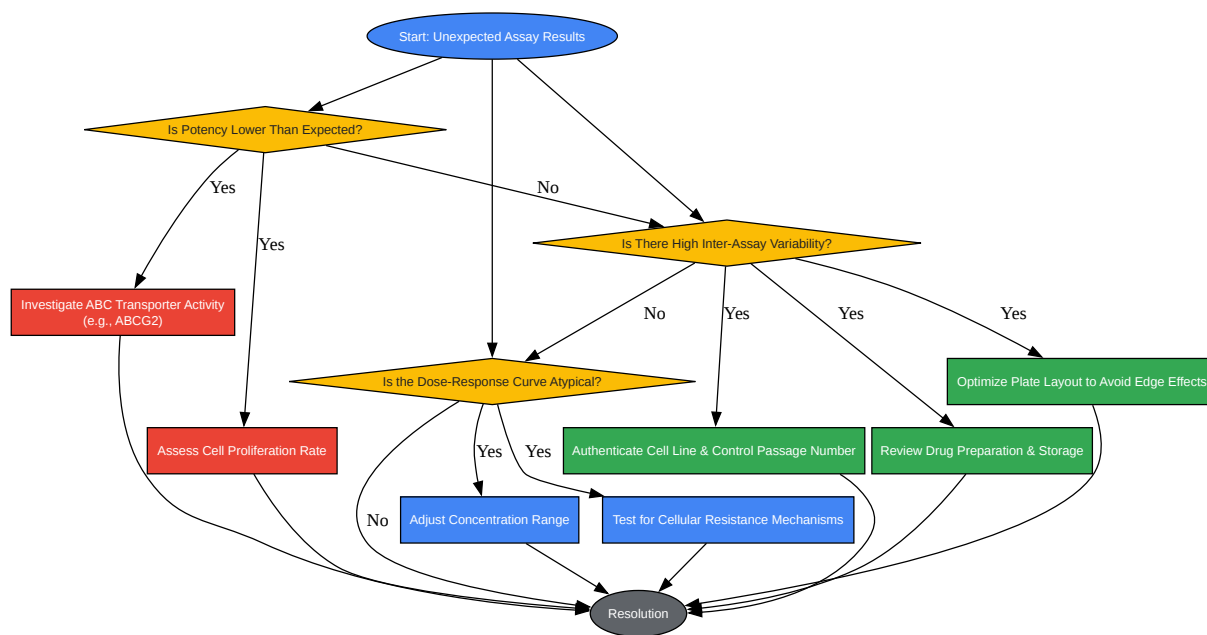 Start: Unexpected Assay Results
Is Potency Lower Than Expected?
Yes
No
Yes
Is There High Inter-Assay Variability?
Investigate ABC Transporter Activity
(e.g., ABCG2)
No
Yes
Yes
Yes
Is the Dose-Response Curve Atypical?
Optimize Plate Layout to Avoid Edge Effects
Assess Cell Proliferation Rate
Yes
Yes
Authenticate Cell Line & Control Passage Number
Review Drug Preparation & Storage
No
Adjust Concentration Range
Test for Cellular Resistance Mechanisms
Resolution